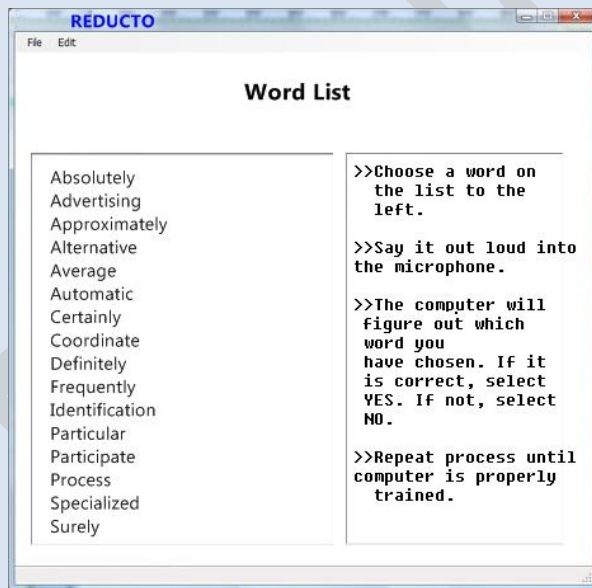 REDUCTO
File Edit
Word List
Absolutely
Advertising
Approximately
Alternative
Average
Automatic
Certainly
Coordinate
Definitely
Frequently
Identification
Particular
Participate
Process
Specialized
Surely
>>Choose a word on
the list to the
left.
>>Say it out loud into
the microphone.
>>The computer will
figure out which
word you
have chosen. If it
is correct, select
YES. If not, select
NO.
>>Repeat process until
computer is properly
trained.